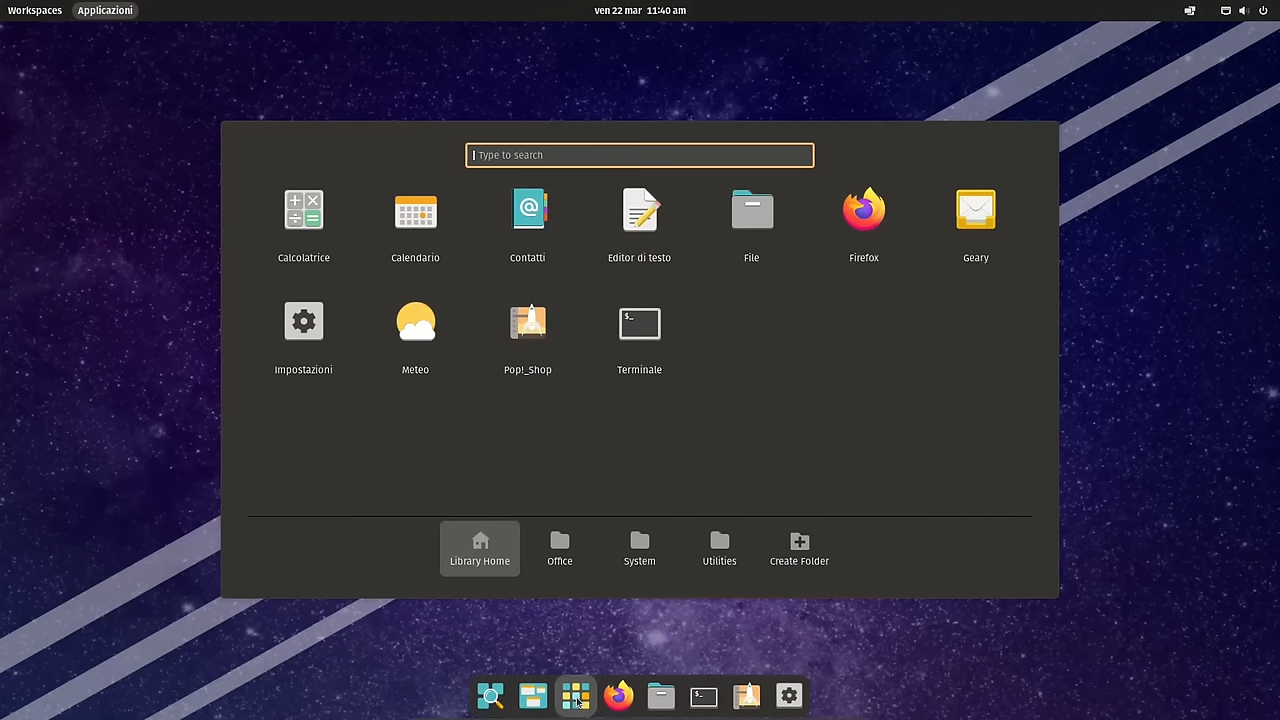 Workspaces
Applicazioni
ven 22 mar 11:40 am
Type to search
Calcolatrice
Calendario
Contatti
Editor di testo
File
Firefox
Geary
Impostazioni
Meteo
Pop!_Shop
Terminale
Library Home
Office
System
Utilities
Create Folder